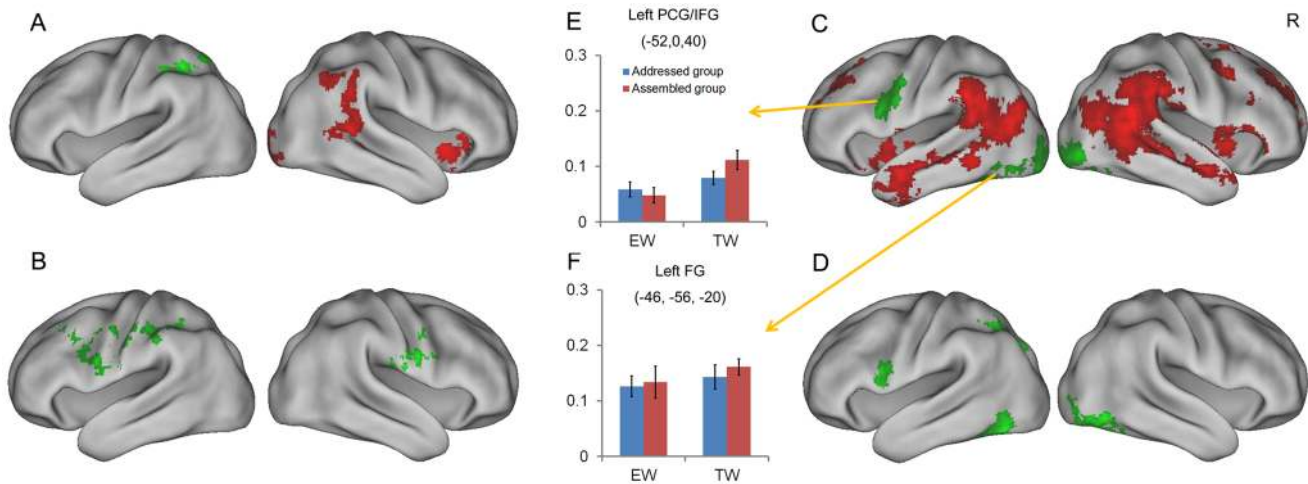 A
E
Left PCG/IFG
(-52,0,40)
C
R
0.3
0.2
0.1
0
Addressed group
Assembled group
EW
TW
B
F
Left FG
(-46, -56, -20)
D
0.3
0.2
0.1
0
EW
TW